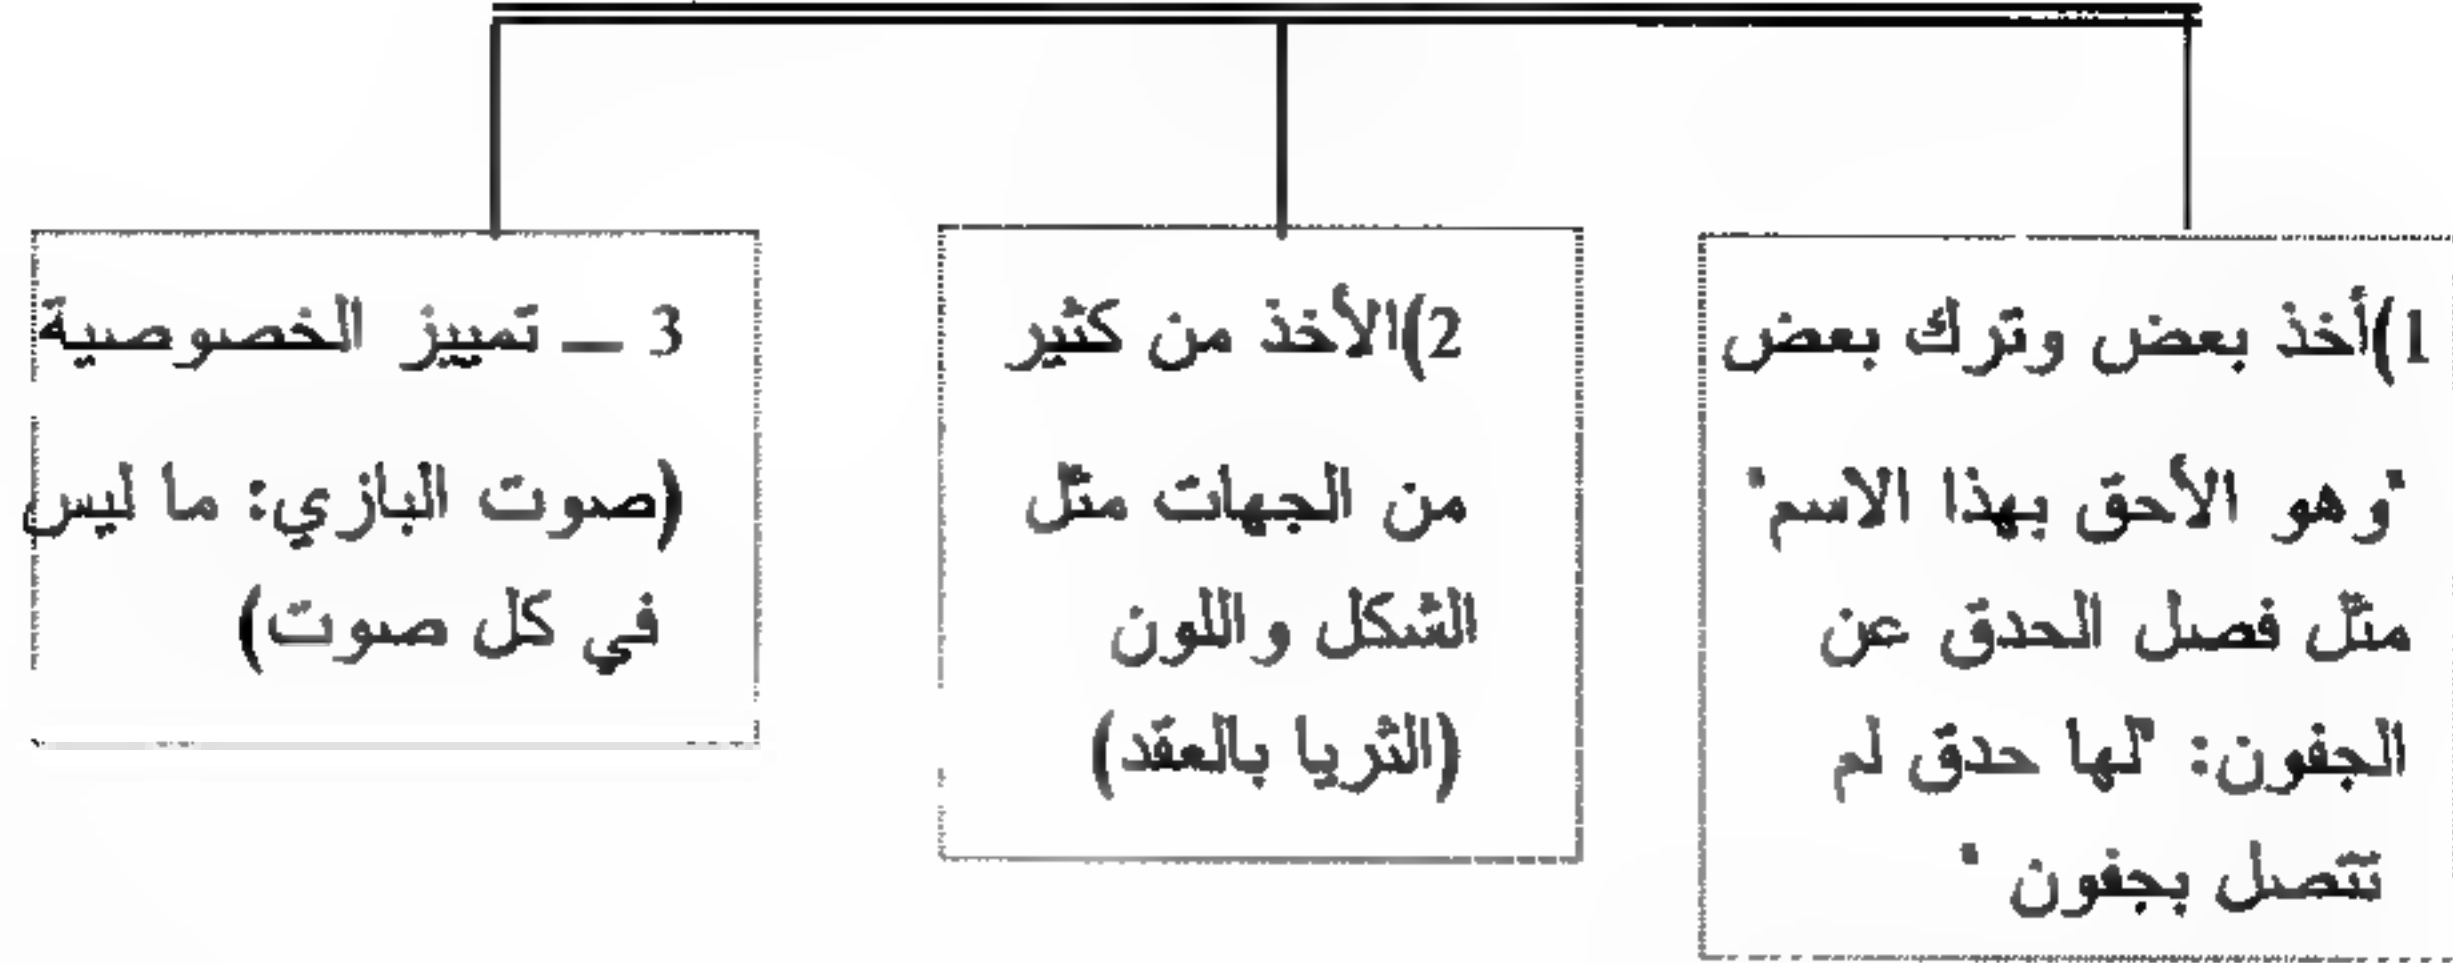 1)أخذ بعض وترك بعض
"وهو الأحق بهذا الاسم"
مثل فصل الحدق عن
الجفون: "لها حدق لم
تتصل بجفون "
2)الأخذ من كثير
من الجهات مثل
الشكل واللون
(الثريا بالعقد)
3 ــ تمييز الخصوصية
(صوت البازي: ما ليس
في كل صوت)